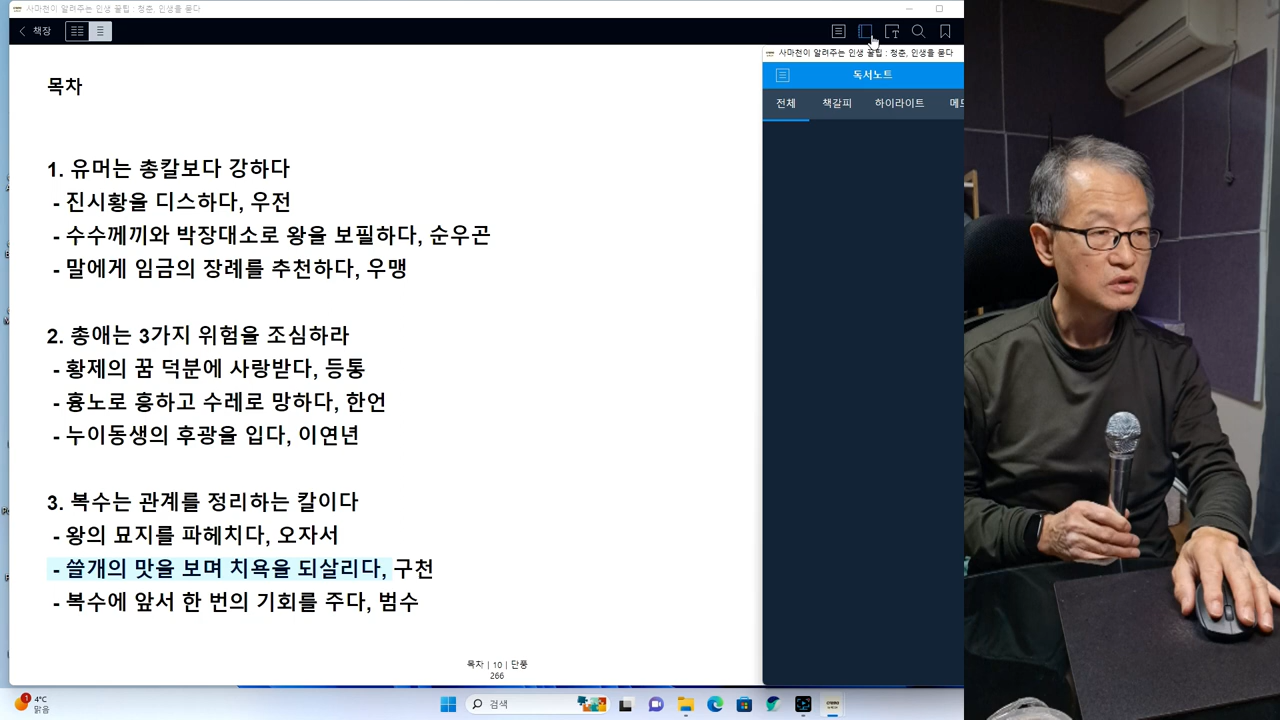 사마천이 알려주는 인생 꿀팁 : 청춘, 인생을 묻다
책장
사마천이 알려주는 인생 꿀팁 : 청춘, 인생을 묻다
독서노트
전체 책갈피 하이라이트
목차
1. 유머는 총칼보다 강하다
- 진시황을 디스하다, 우전
- 수수께끼와 박장대소로 왕을 보필하다, 순우곤
- 말에게 임금의 장례를 추천하다, 우맹
2. 총애는 3가지 위험을 조심하라
- 황제의 꿈 덕분에 사랑받다, 등통
- 흉노로 흥하고 수레로 망하다, 한언
- 누이동생의 후광을 입다, 이연년
3. 복수는 관계를 정리하는 칼이다
- 왕의 묘지를 파헤치다, 오자서
- 쓸개의 맛을 보며 치욕을 되살리다, 구천
- 복수에 앞서 한 번의 기회를 주다, 범수
목차 | 10 | 단풍
266
1
4°C
맑음
검색